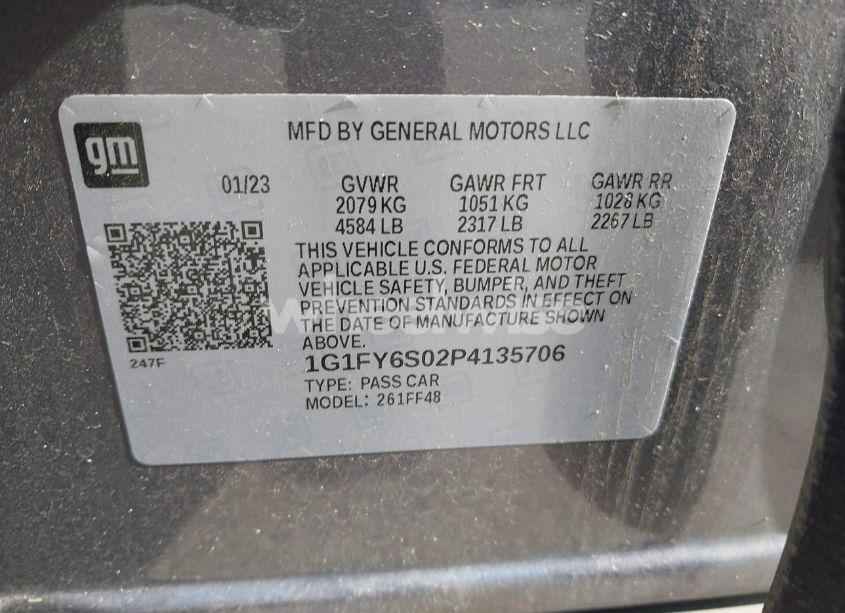 gm
MFD BY GENERAL MOTORS LLC
01/23 GVWR GAWR FRT GAWR RR
2079 KG 1051 KG 1028 KG
4584 LB 2317 LB 2267 LB
THIS VEHICLE CONFORMS TO ALL
APPLICABLE U.S. FEDERAL MOTOR
VEHICLE SAFETY, BUMPER, AND THEFT
PREVENTION STANDARDS IN EFFECT ON
THE DATE OF MANUFACTURE SHOWN
ABOVE.
247F
1G1FY6S02P4135706
TYPE: PASS CAR
MODEL: 261FF48